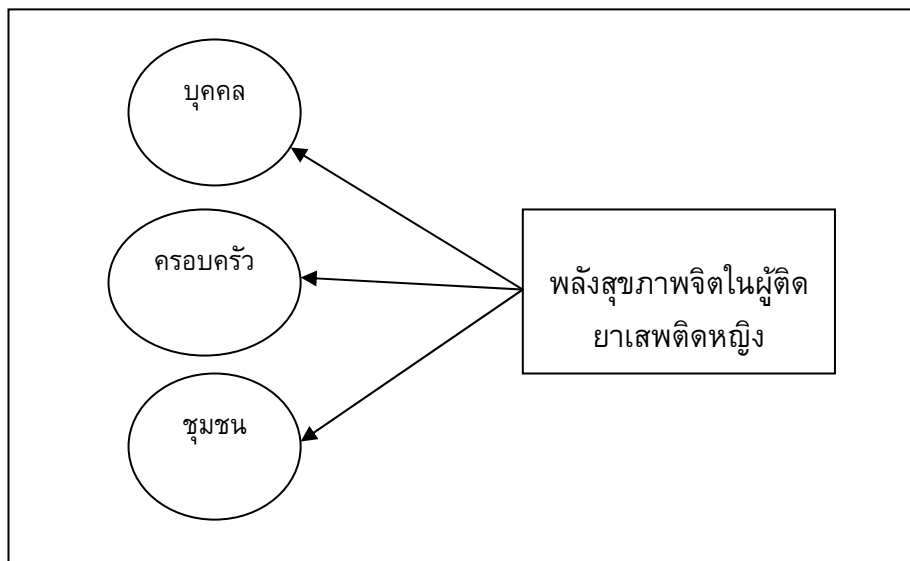 บุคคล
ครอบครัว
ชุมชน
พลังสุขภาพจิตในผู้ติด
ยาเสพติดหญิง